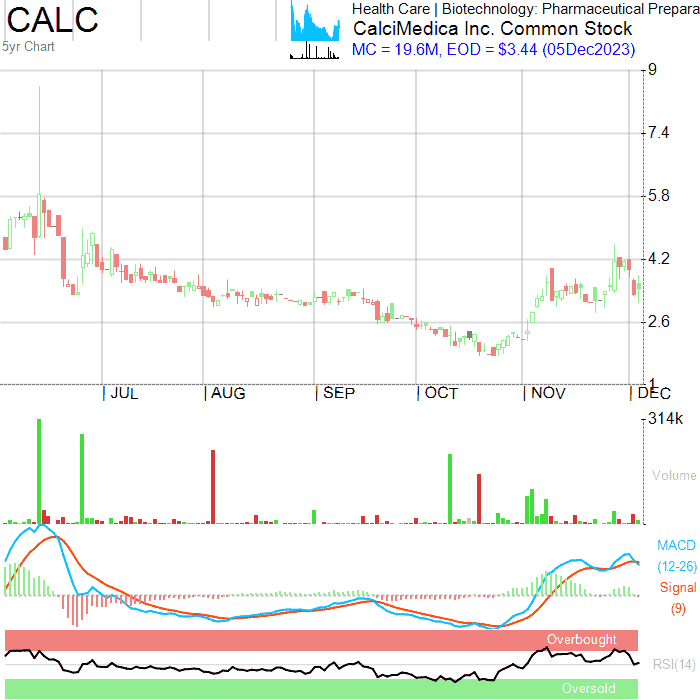 CALC
5yr Chart
Health Care | Biotechnology: Pharmaceutical Prepara
CalciMedica Inc. Common Stock
MC = 19.6M, EOD = $3.44 (05Dec2023)
9
7.4
5.8
4.2
2.6
1
JUL AUG SEP OCT NOV DEC
314k
Volume
MACD
(12-26)
Signal
(9)
Overbought
RSI(14)
Oversold